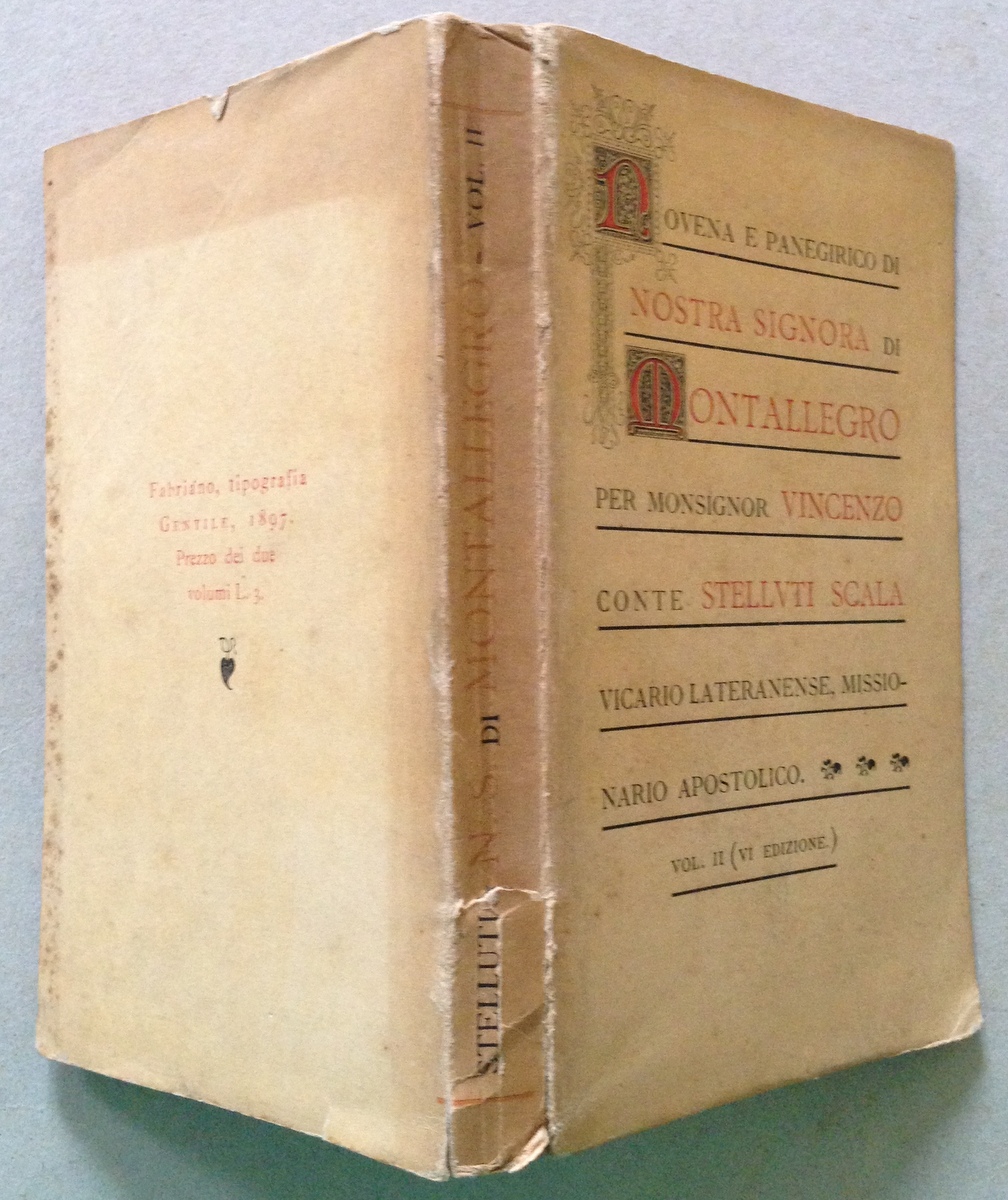 NOVENA E PANEGIRICO DI
NOSTRA SIGNORA DI
MONTALLEGRO
PER MONSIGNOR VINCENZO
CONTE STELLVTI SCALA
VICARIO LATERANENSE, MISSIO-
NARIO APOSTOLICO.
VOL. II (VI EDIZIONE.)
STELLUTI N. S. DI MONTALLEGRO - VOL. II
Fabriano, tipografia
GENTILE, 1897.
Prezzo dei due
volumi L. 3.